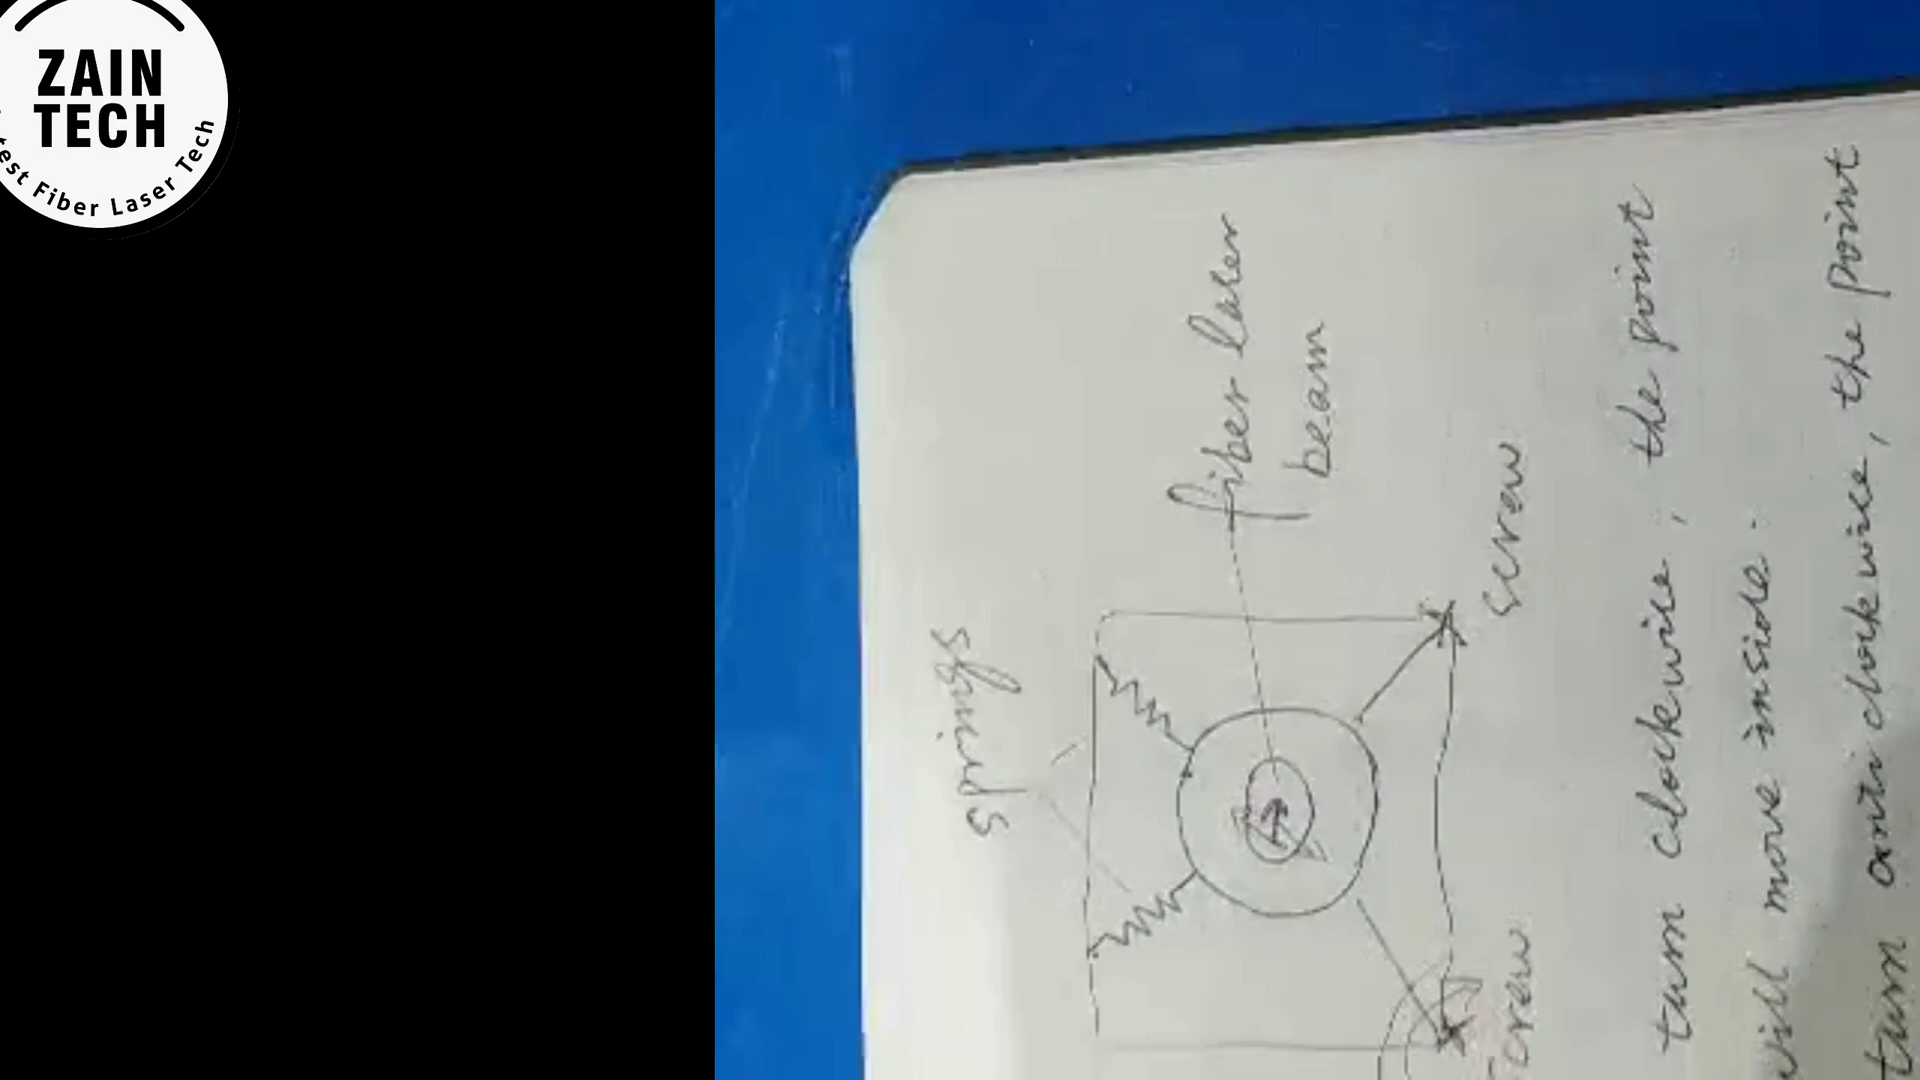 ZAIN
TECH
Fiber Laser Tech
springs
fiber laser
beam
screw
screw
turn clockwise, the point
will move inside.
turn anti clockwise, the point